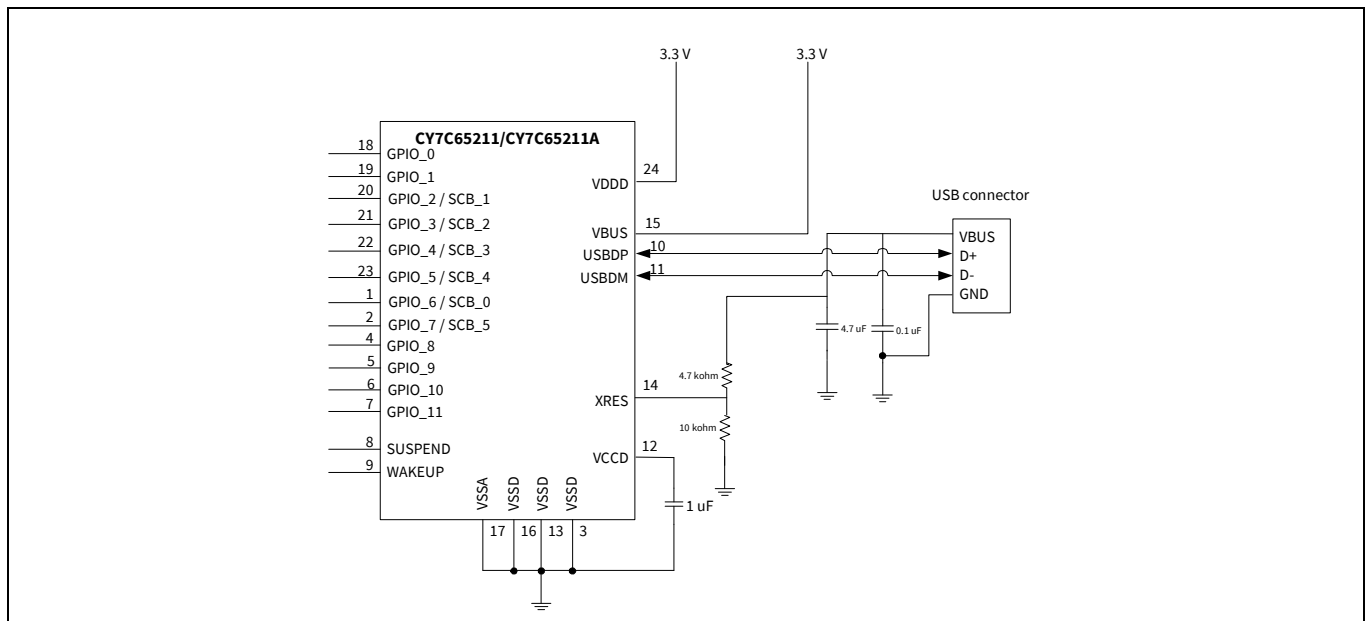 3.3 V
3.3 V
CY7C65211/CY7C65211A
18
GPIO_0
19
GPIO_1
20
GPIO_2 / SCB_1
21
GPIO_3 / SCB_2
22
GPIO_4 / SCB_3
23
GPIO_5 / SCB_4
1
GPIO_6 / SCB_0
2
GPIO_7 / SCB_5
4
GPIO_8
5
GPIO_9
6
GPIO_10
7
GPIO_11
8
SUSPEND
9
WAKEUP
VDDD
24
VBUS
15
USBDP
10
USBDM
11
XRES
14
VCCD
12
VSSA
VSSD
VSSD
VSSD
17
16
13
3
USB connector
VBUS
D+
D-
GND
4.7 uF
0.1 uF
4.7 kohm
10 kohm
1 uF